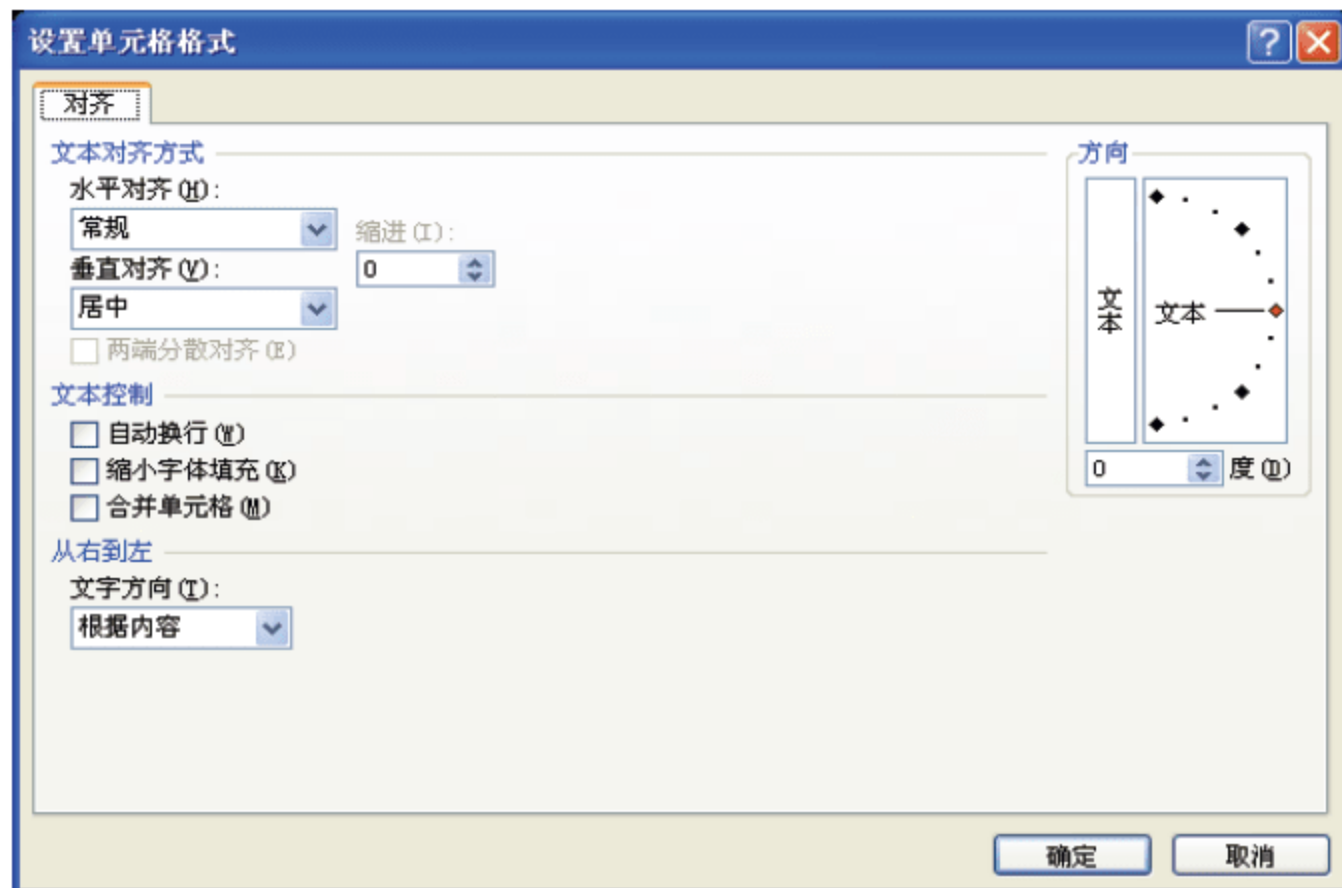 设置单元格格式
对齐
文本对齐方式
水平对齐(H):
常规
缩进(I):
垂直对齐(V):
0
居中
两端分散对齐(E)
文本控制
自动换行(W)
缩小字体填充(K)
合并单元格(M)
从右到左
文字方向(T):
根据内容
方向
文本
文本
0 度(D)
确定 取消